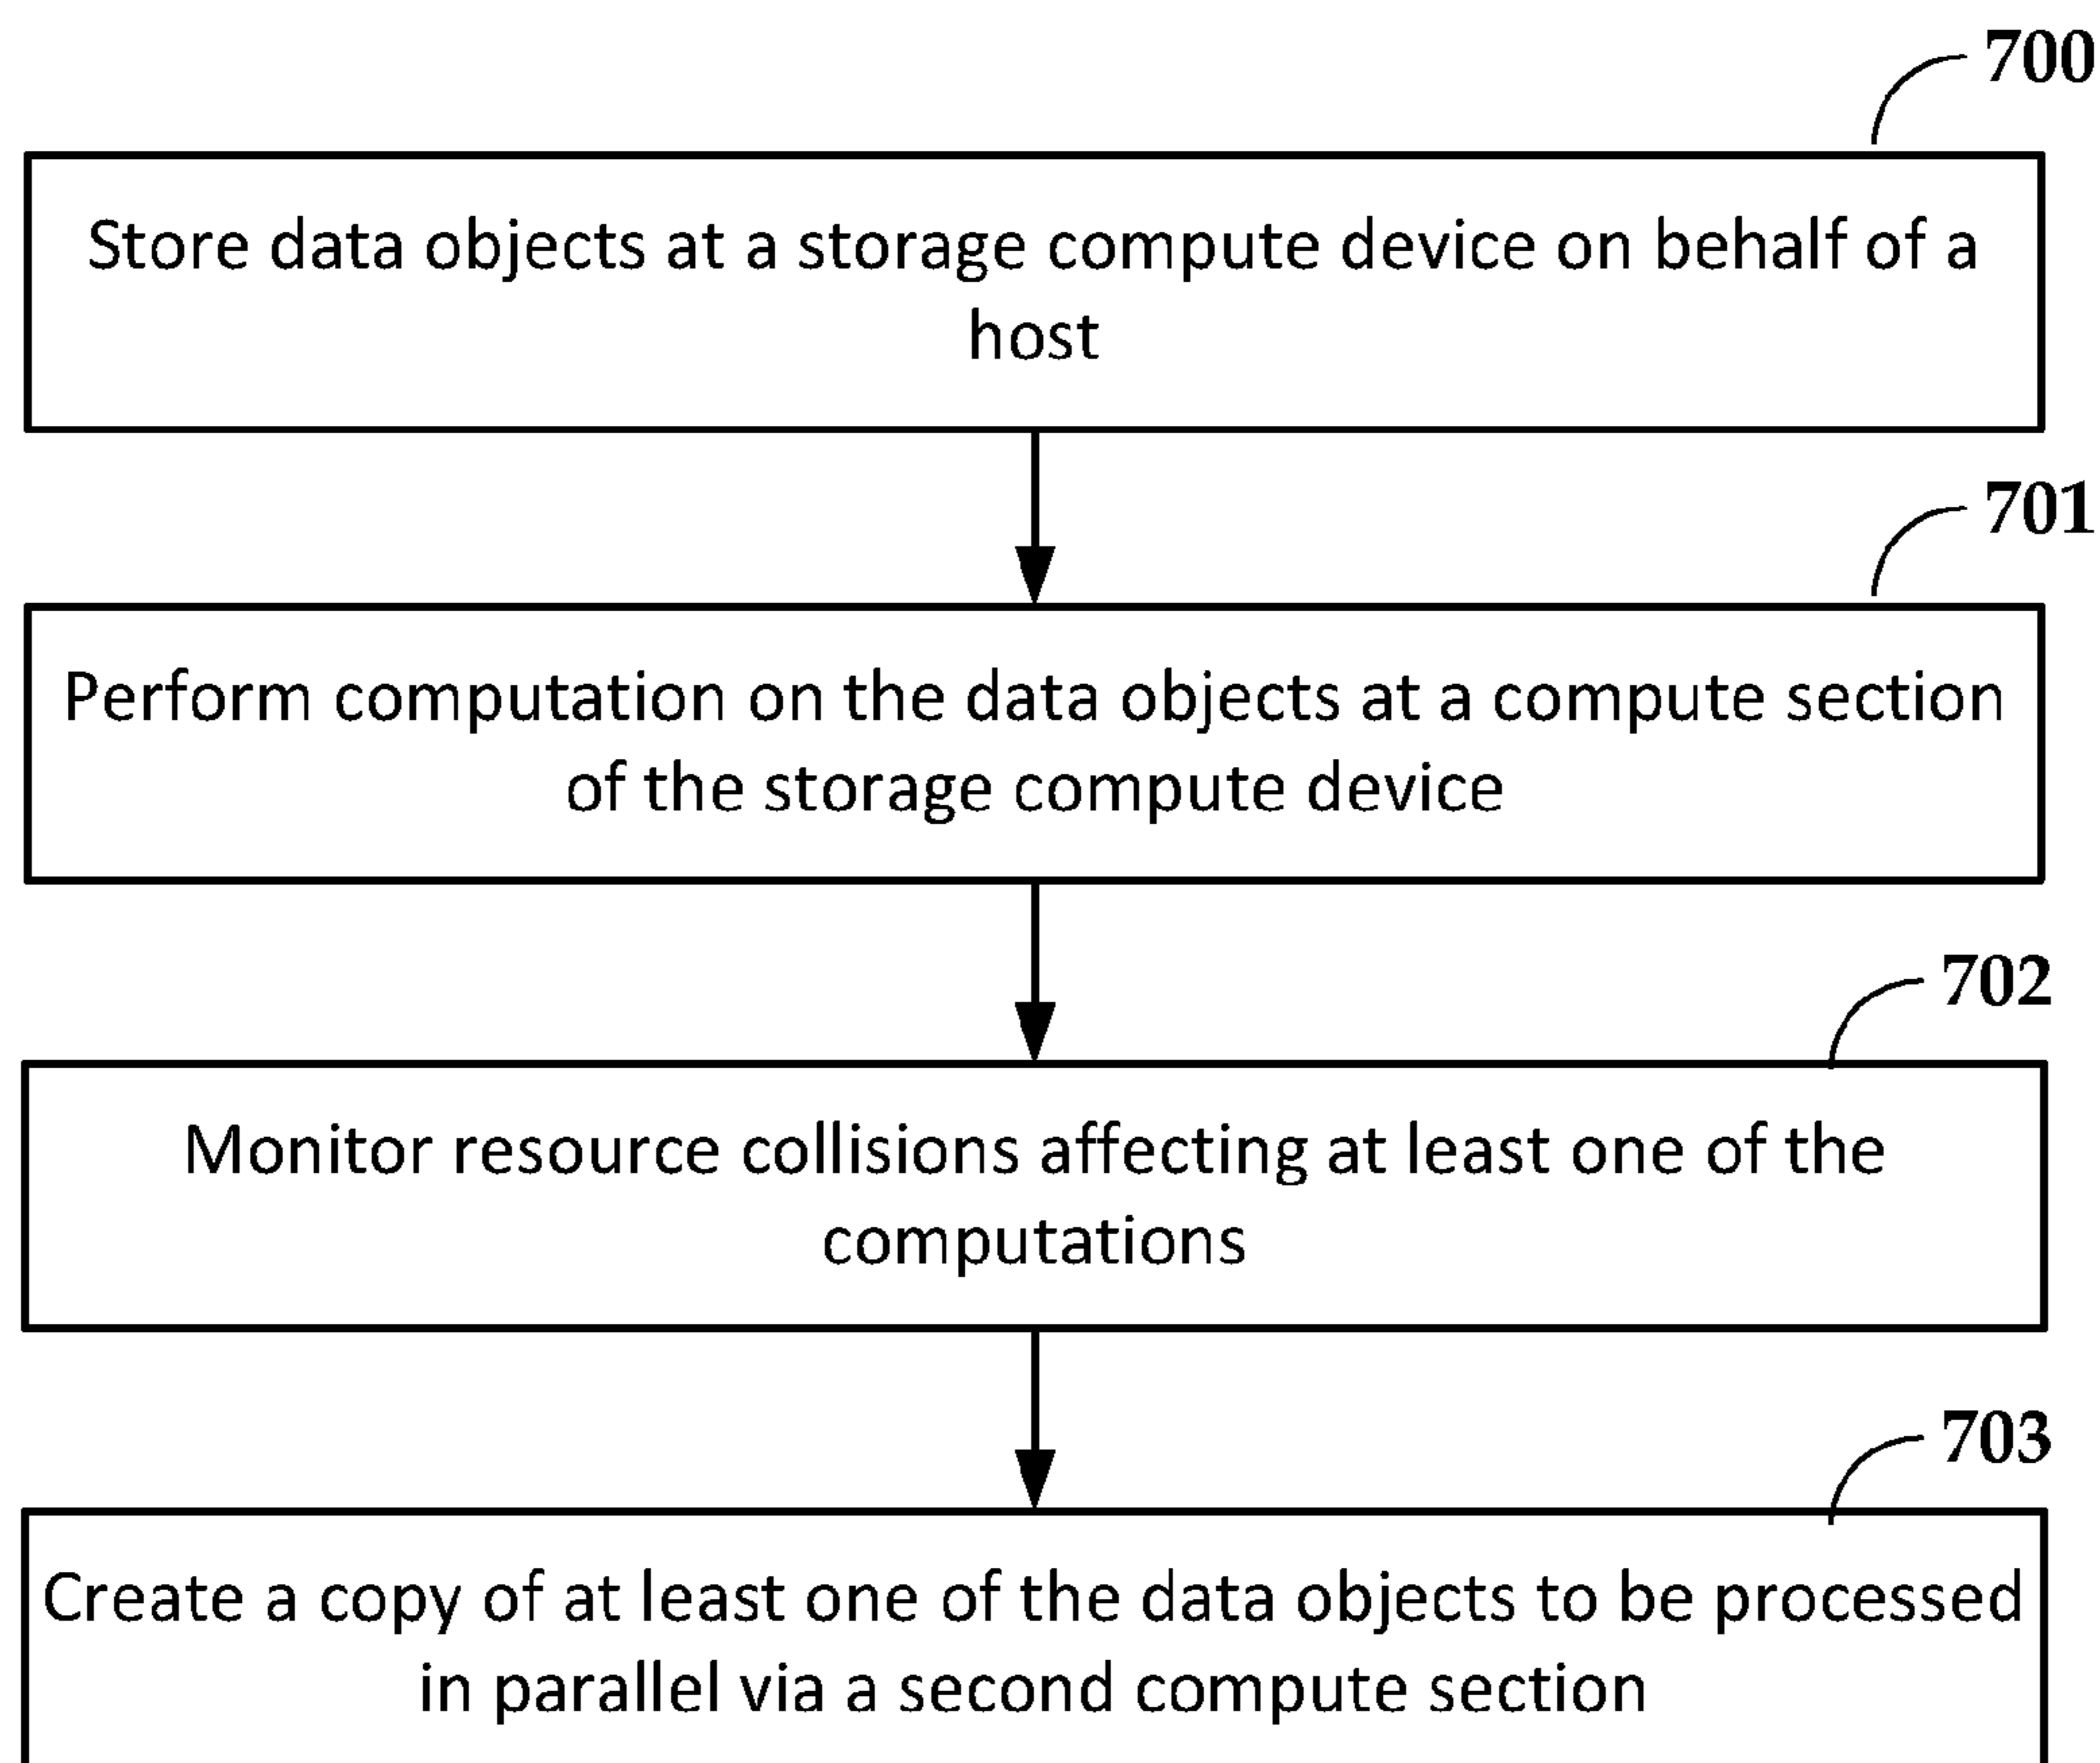 700
Store data objects at a storage compute device on behalf of a
host
701
Perform computation on the data objects at a compute section
of the storage compute device
702
Monitor resource collisions affecting at least one of the
computations
703
Create a copy of at least one of the data objects to be processed
in parallel via a second compute section